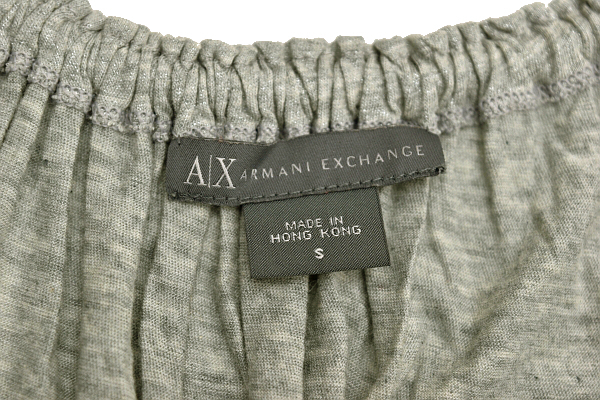 A|X ARMANI EXCHANGE
MADE IN
HONG KONG
S